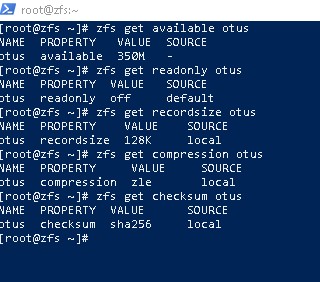 root@zfs:~
[root@zfs ~]# zfs get available otus
NAME  PROPERTY   VALUE  SOURCE
otus  available  350M   -
[root@zfs ~]# zfs get readonly otus
NAME  PROPERTY  VALUE   SOURCE
otus  readonly  off     default
[root@zfs ~]# zfs get recordsize otus
NAME  PROPERTY    VALUE    SOURCE
otus  recordsize  128K     local
[root@zfs ~]# zfs get compression otus
NAME  PROPERTY     VALUE     SOURCE
otus  compression  zle       local
[root@zfs ~]# zfs get checksum otus
NAME  PROPERTY  VALUE      SOURCE
otus  checksum  sha256     local
[root@zfs ~]#